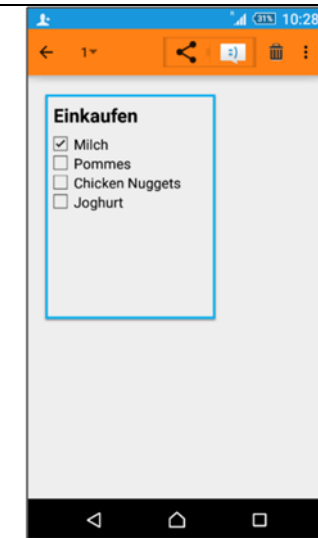 31% 10:28
1
:)
Einkaufen
Milch
Pommes
Chicken Nuggets
Joghurt